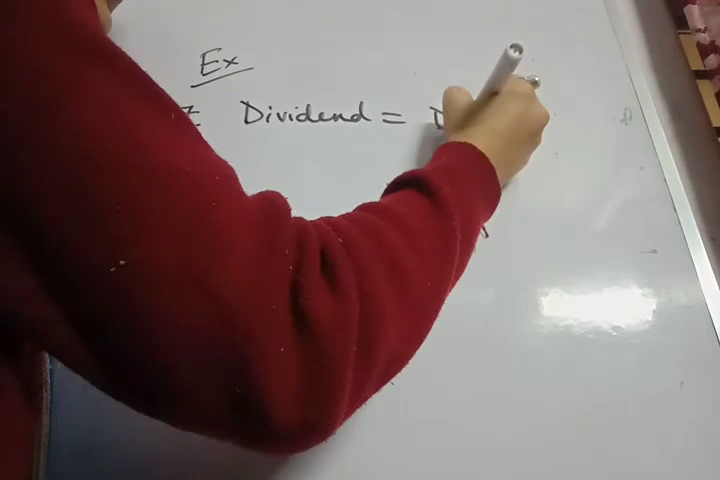 Ex
Dividend =